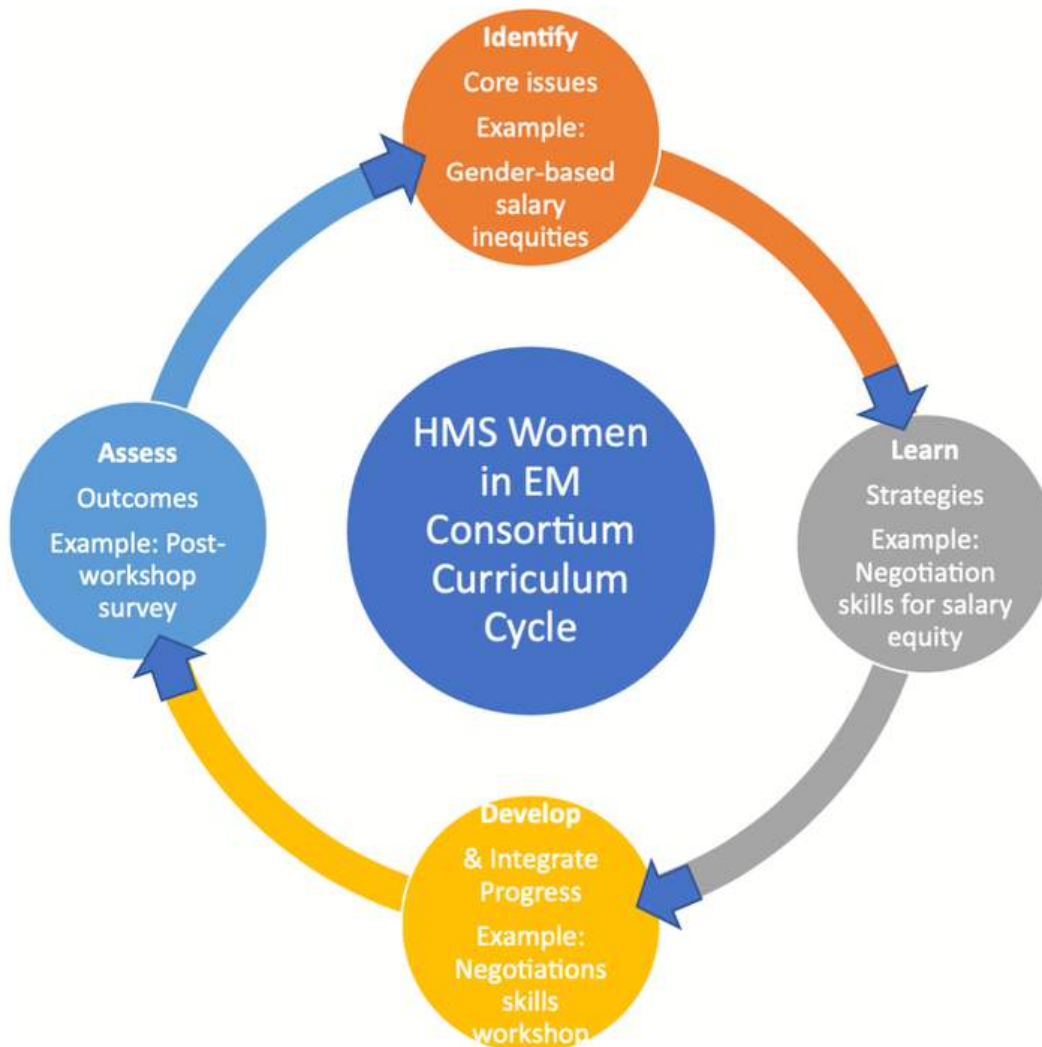 Identify
Core issues
Example:
Gender-based
salary
inequities
HMS Women
in EM
Consortium
Curriculum
Cycle
Assess
Outcomes
Example: Post-
workshop
survey
Learn
Strategies
Example:
Negotiation
skills for salary
equity
Develop
& Integrate
Progress
Example:
Negotiations
skills
workshop